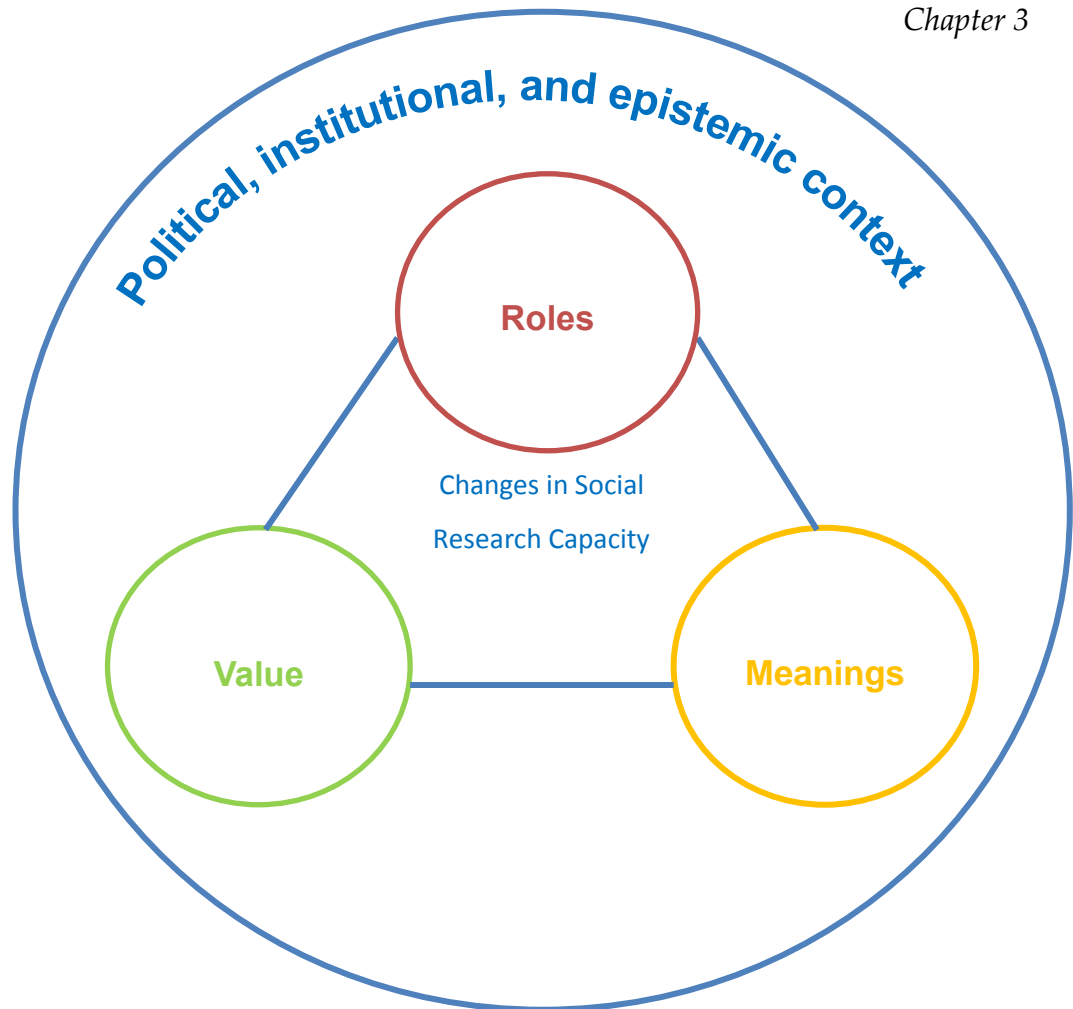 Chapter 3
Political, institutional, and epistemic context
Roles
Changes in Social
Research Capacity
Value
Meanings